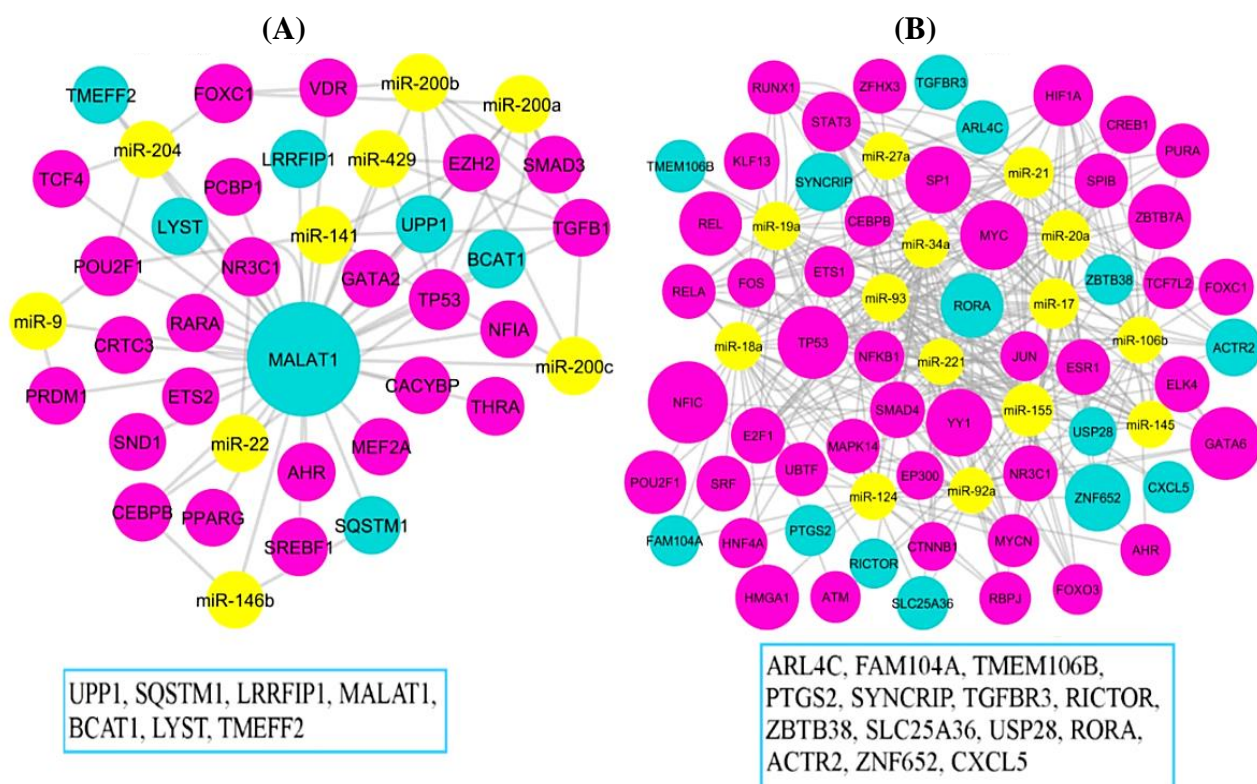 (A)
(B)
TMEFF2
FOXC1
VDR
miR-200b
miR-200a
miR-204
LRRFIP1
miR-429
EZH2
SMAD3
TCF4
PCBP1
LYST
miR-141
UPP1
TGFB1
POU2F1
NR3C1
GATA2
BCAT1
TP53
miR-9
RARA
NFIA
CRTC3
MALAT1
miR-200c
PRDM1
ETS2
CACYBP
THRA
SND1
miR-22
MEF2A
AHR
CEBPB
PPARG
SQSTM1
SREBF1
miR-146b
UPP1, SQSTM1, LRRFIP1, MALAT1,
BCAT1, LYST, TMEFF2
RUNX1
ZFHX3
TGFBR3
HIF1A
STAT3
ARL4C
CREB1
KLF13
miR-27a
PURA
TMEM106B
SYNCRIP
SP1
miR-21
SPIB
REL
miR-19a
CEBPB
miR-34a
MYC
miR-20a
ZBTB7A
RELA
FOS
ETS1
ZBTB38
TCF7L2
FOXC1
miR-93
RORA
miR-17
miR-18a
TP53
NFKB1
miR-221
JUN
ESR1
miR-106b
ACTR2
ELK4
NFIC
SMAD4
YY1
miR-155
USP28
miR-145
E2F1
MAPK14
GATA6
POU2F1
SRF
UBTF
EP300
miR-92a
NR3C1
ZNF652
CXCL5
miR-124
FAM104A
HNF4A
PTGS2
CTNNB1
MYCN
AHR
RICTOR
HMGA1
ATM
SLC25A36
RBPJ
FOXO3
ARL4C, FAM104A, TMEM106B,
PTGS2, SYNCRIP, TGFBR3, RICTOR,
ZBTB38, SLC25A36, USP28, RORA,
ACTR2, ZNF652, CXCL5